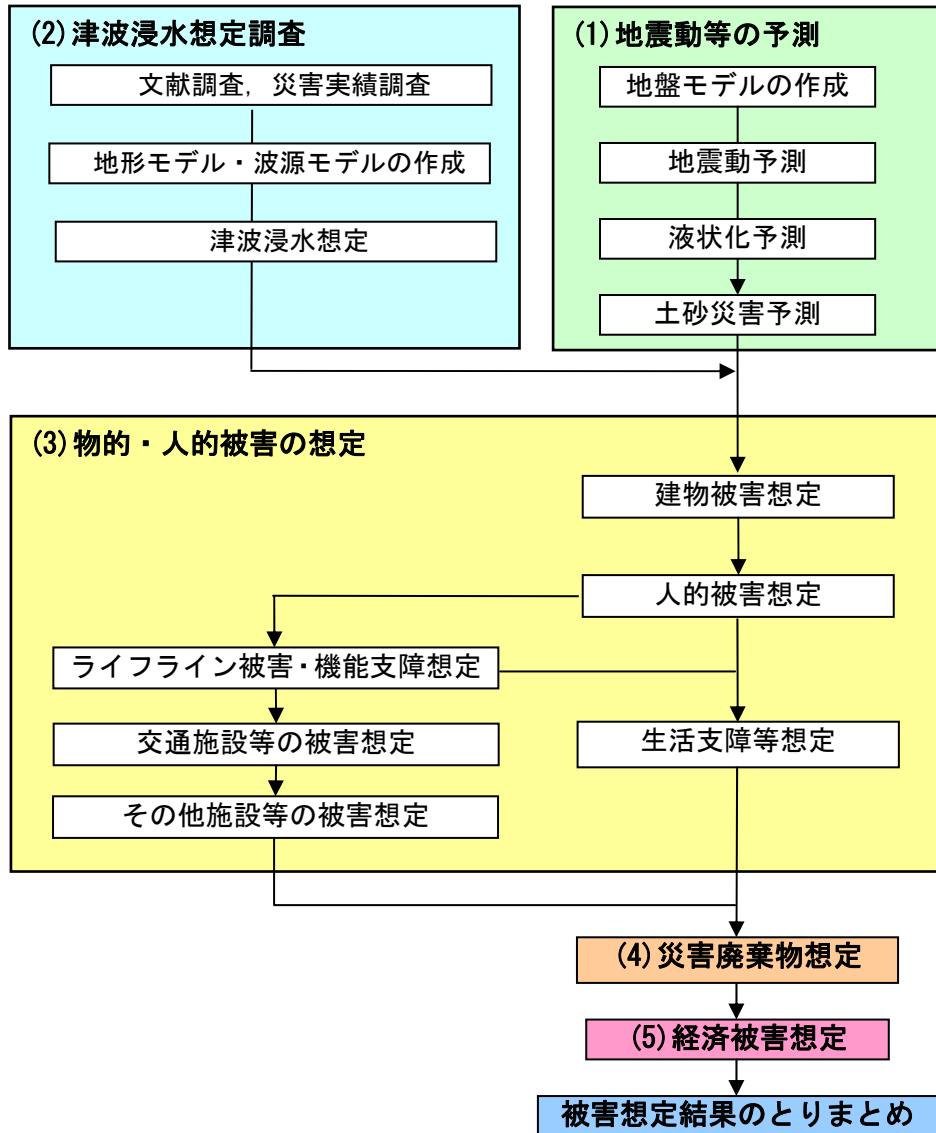 (2)津波浸水想定調査
文献調査，災害実績調査
地形モデル・波源モデルの作成
津波浸水想定
(1)地震動等の予測
地盤モデルの作成
地震動予測
液状化予測
土砂災害予測
(3)物的・人的被害の想定
建物被害想定
人的被害想定
ライフライン被害・機能支障想定
交通施設等の被害想定
その他施設等の被害想定
生活支障等想定
(4)災害廃棄物想定
(5)経済被害想定
被害想定結果のとりまとめ